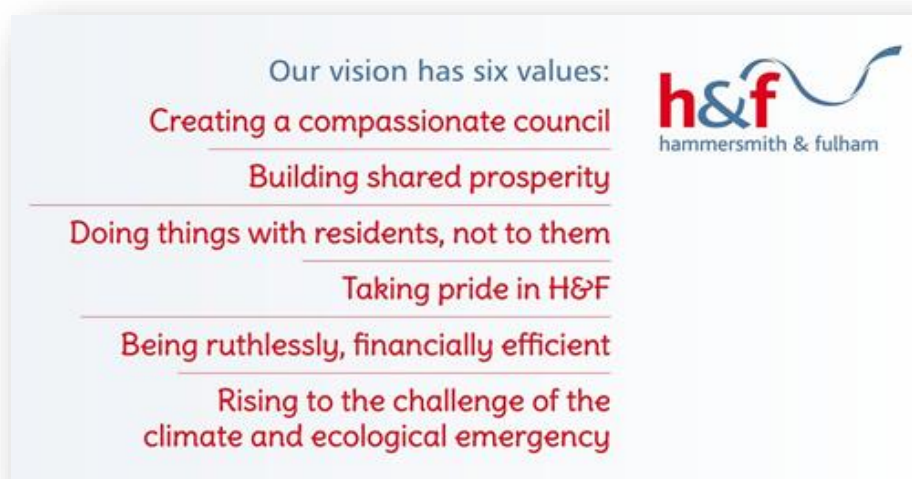 Our vision has six values:
Creating a compassionate council
Building shared prosperity
Doing things with residents, not to them
Taking pride in H&F
Being ruthlessly, financially efficient
Rising to the challenge of the
climate and ecological emergency
h&f
hammersmith & fulham